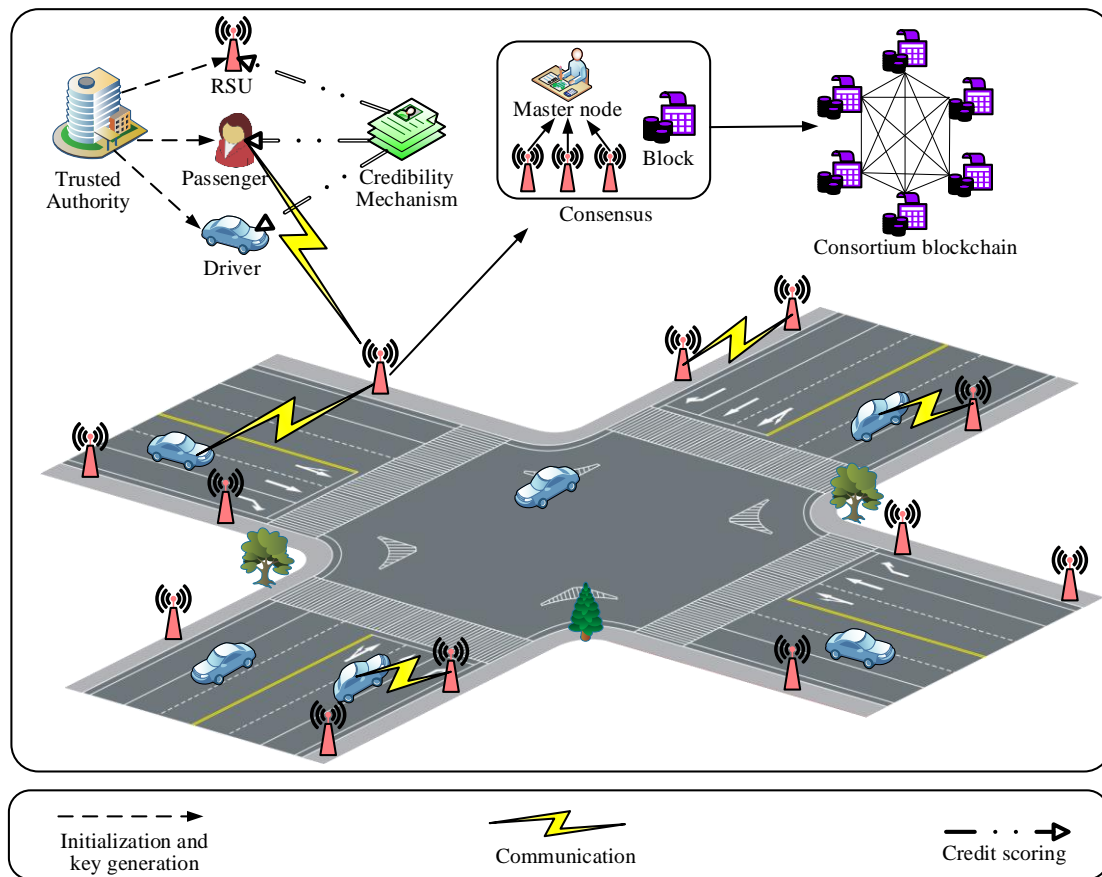 RSU
Passenger
Driver
Trusted
Authority
Credibility
Mechanism
Master node
Block
Consensus
Consortium blockchain
Initialization and
key generation
Communication
Credit scoring